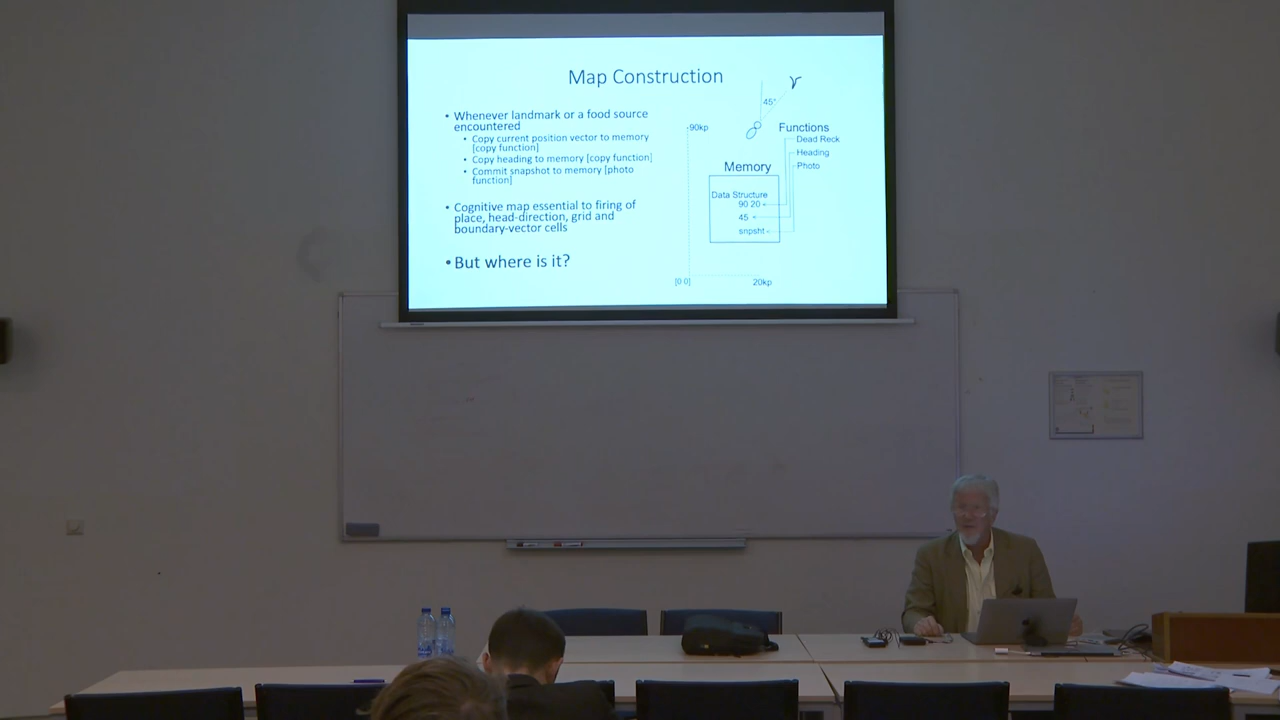 Map Construction
• Whenever landmark or a food source
encountered
• Copy current position vector to memory
[copy function]
• Copy heading to memory [copy function]
• Commit snapshot to memory [photo
function]
• Cognitive map essential to firing of
place, head-direction, grid and
boundary-vector cells
• But where is it?
45°
90kp
Functions
Dead Reck
Heading
Photo
Memory
Data Structure
90 20
45
snpsht
[0 0]
20kp